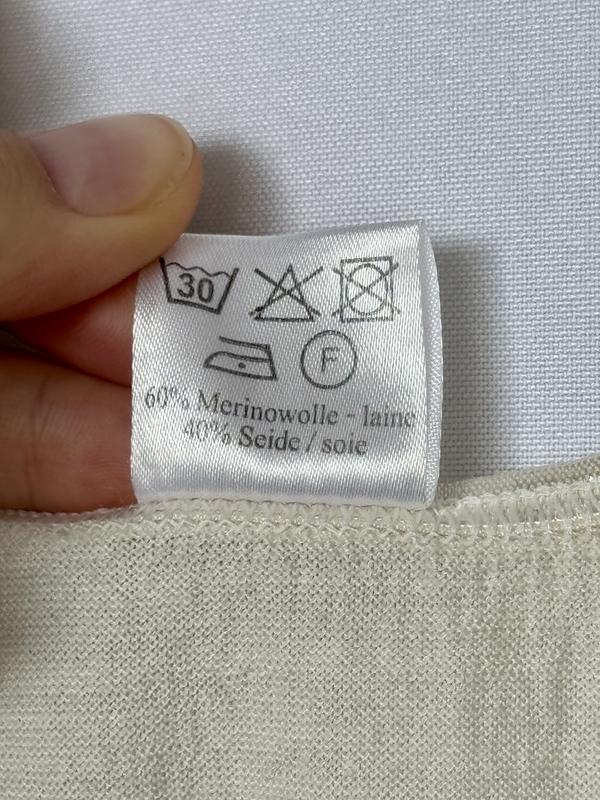 30
F
60% Merinowolle - laine
40% Seide / soie